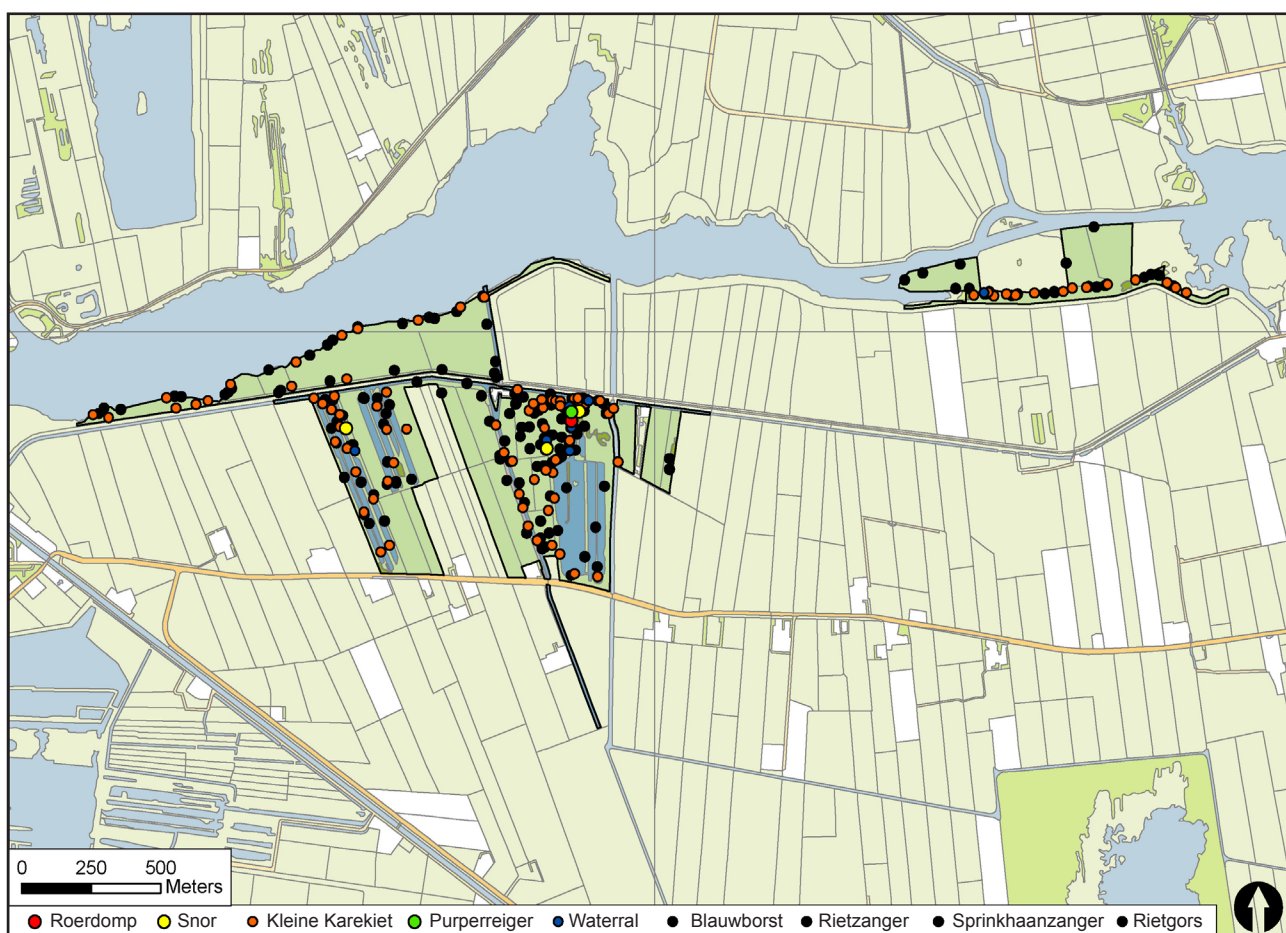 0 250 500
Meters
Roerdomp Snor Kleine Karekiet Purperreiger Waterral Blauwborst Rietzanger Sprinkhaanzanger Rietgors